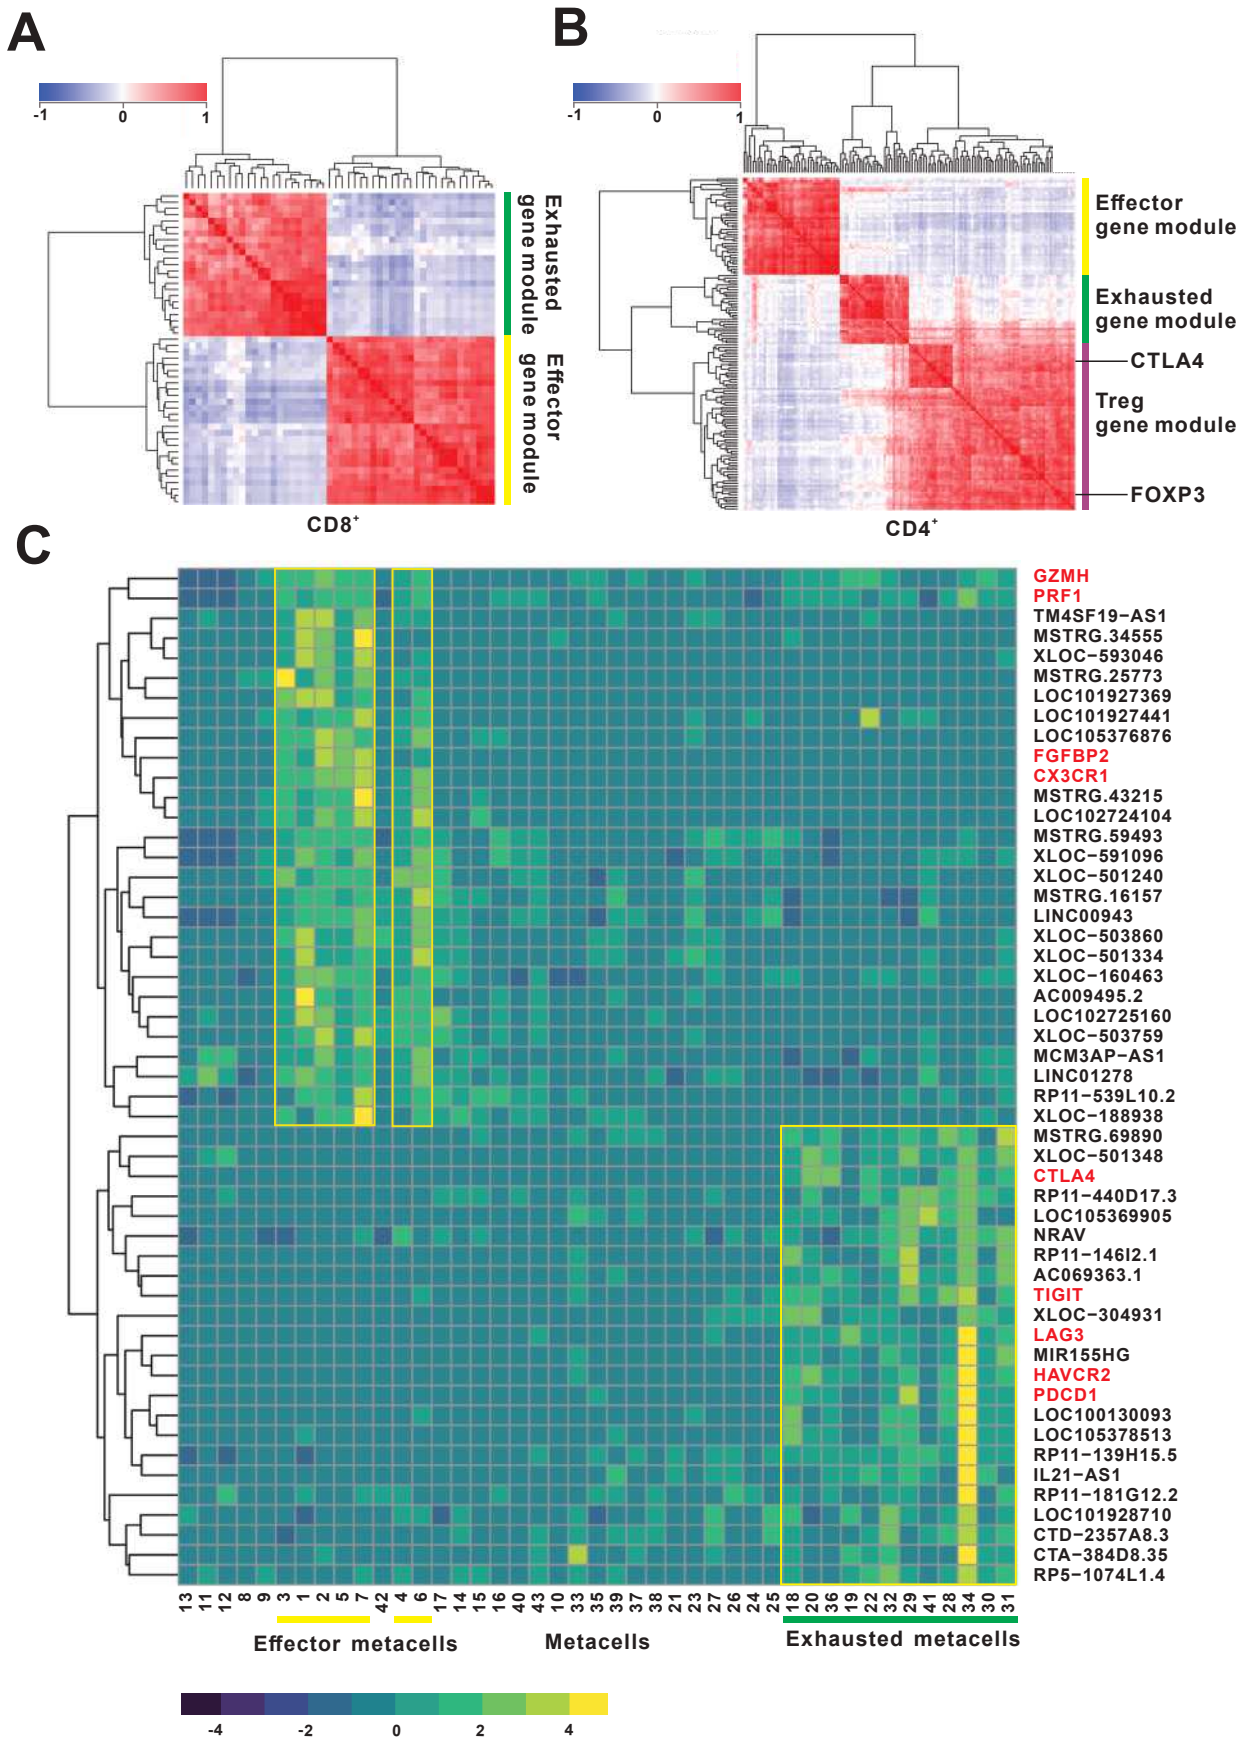 A
B
-1 0 1
-1 0 1
Exhausted
gene module
Effector
gene module
CD8+
Effector
gene module
Exhausted
gene module
CTLA4
Treg
gene module
FOXP3
CD4+
C
GZMH
PRF1
TM4SF19−AS1
MSTRG.34555
XLOC−593046
MSTRG.25773
LOC101927369
LOC101927441
LOC105376876
FGFBP2
CX3CR1
MSTRG.43215
LOC102724104
MSTRG.59493
XLOC−591096
XLOC−501240
MSTRG.16157
LINC00943
XLOC−503860
XLOC−501334
XLOC−160463
AC009495.2
LOC102725160
XLOC−503759
MCM3AP−AS1
LINC01278
RP11−539L10.2
XLOC−188938
MSTRG.69890
XLOC−501348
CTLA4
RP11−440D17.3
LOC105369905
NRAV
RP11−146I2.1
AC069363.1
TIGIT
XLOC−304931
LAG3
MIR155HG
HAVCR2
PDCD1
LOC100130093
LOC105378513
RP11−139H15.5
IL21−AS1
RP11−181G12.2
LOC101928710
CTD−2357A8.3
CTA−384D8.35
RP5−1074L1.4
13 11 12 8 9 3 1 2 5 7 42 4 6 17 14 15 16 40 43 10 33 35 39 37 38 21 23 27 26 24 25 18 20 36 19 22 32 29 41 28 34 30 31
Effector metacells
Metacells
Exhausted metacells
-4 -2 0 2 4